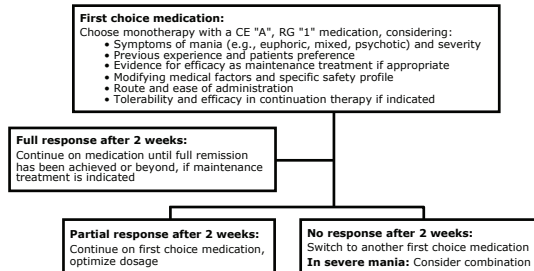 First choice medication:
Choose monotherapy with a CE "A", RG "1" medication, considering:
• Symptoms of mania (e.g., euphoric, mixed, psychotic) and severity
• Previous experience and patients preference
• Evidence for efficacy as maintenance treatment if appropriate
• Modifying medical factors and specific safety profile
• Route and ease of administration
• Tolerability and efficacy in continuation therapy if indicated
Full response after 2 weeks:
Continue on medication until full remission
has been achieved or beyond, if maintenance
treatment is indicated
Partial response after 2 weeks:
Continue on first choice medication,
optimize dosage
No response after 2 weeks:
Switch to another first choice medication
In severe mania: Consider combination